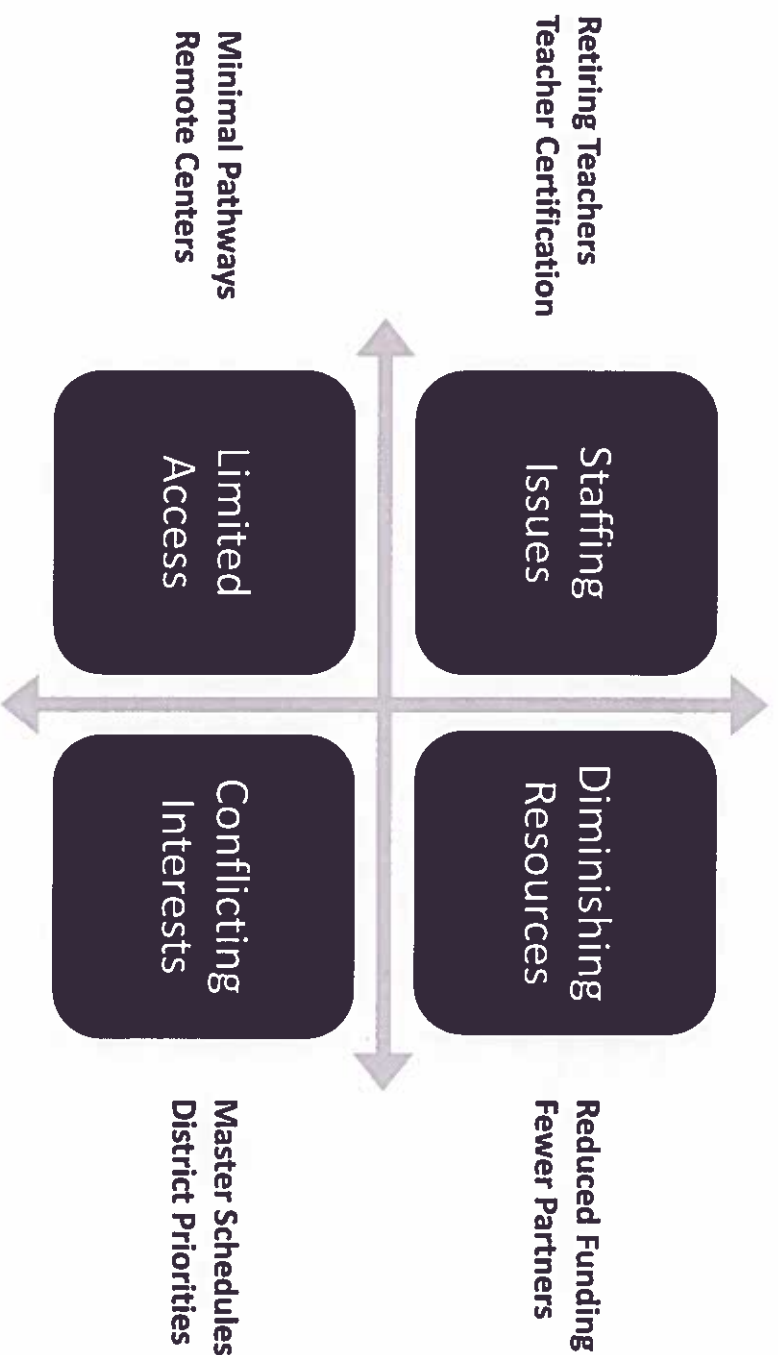 Retiring Teachers
Teacher Certification
Staffing
Issues
Diminishing
Resources
Reduced Funding
Fewer Partners
Minimal Pathways
Remote Centers
Limited
Access
Conflicting
Interests
Master Schedules
District Priorities